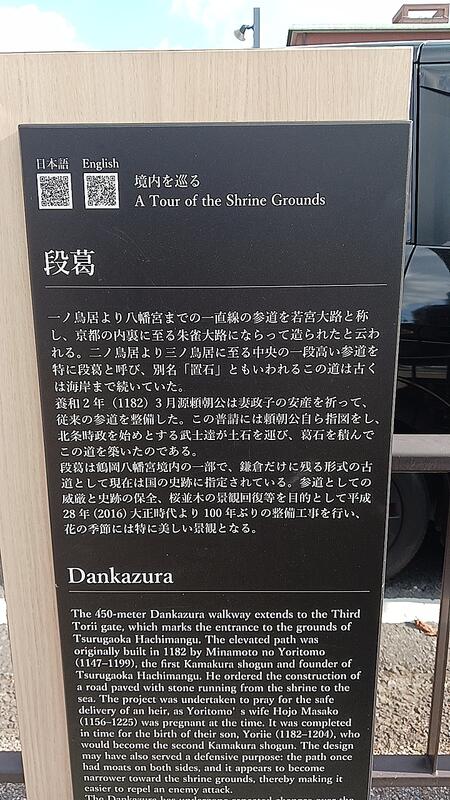 日本語 English
境内を巡る
A Tour of the Shrine Grounds
段葛
一ノ鳥居より八幡宮までの一直線の参道を若宮大路と称
し、京都の内裏に至る朱雀大路にならって造られたと云わ
れる。二ノ鳥居より三ノ鳥居に至る中央の一段高い参道を
特に段葛と呼び、別名「置石」ともいわれるこの道は古く
は海岸まで続いていた。
養和2年（1182）3月源頼朝公は妻政子の安産を祈って、
従来の参道を整備した。この普請には頼朝公自ら指図をし、
北条時政を始めとする武士達が土石を運び、葛石を積んで
この道を築いたのである。
段葛は鶴岡八幡宮境内の一部で、鎌倉だけに残る形式の古
道として現在は国の史跡に指定されている。参道としての
威厳と史跡の保全、桜並木の景観回復等を目的として平成
28年(2016)大正時代より100年ぶりの整備工事を行い、
花の季節には特に美しい景観となる。
Dankazura
The 450-meter Dankazura walkway extends to the Third
Torii gate, which marks the entrance to the grounds of
Tsurugaoka Hachimangu. The elevated path was
originally built in 1182 by Minamoto no Yoritomo
(1147–1199), the first Kamakura shogun and founder of
Tsurugaoka Hachimangu. He ordered the construction of
a road paved with stone running from the shrine to the
sea. The project was undertaken to pray for the safe
delivery of an heir, as Yoritomo's wife Hojo Masako
(1156–1225) was pregnant at the time. It was completed
in time for the birth of their son, Yoriie (1182–1204), who
would become the second Kamakura shogun. The design
may have also served a defensive purpose: the path once
had moats on both sides, and it appears to become
narrower toward the shrine grounds, thereby making it
easier to repel an enemy attack.
The Dankazura has undergone